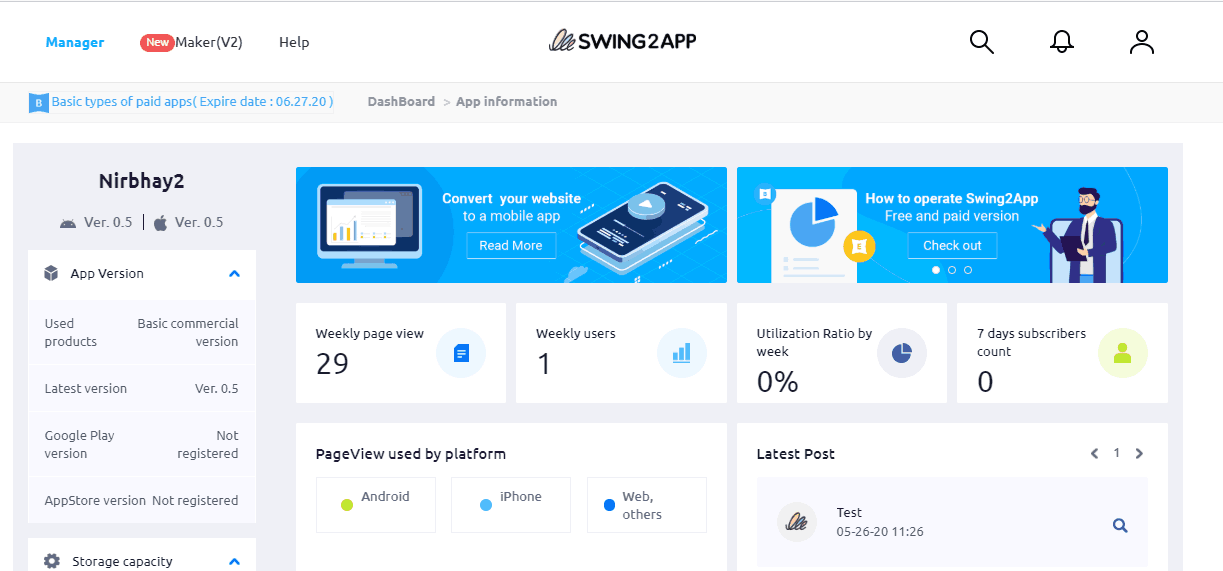 Manager
New Maker(V2)
Help
SWING2APP
B Basic types of paid apps( Expire date : 06.27.20 )
DashBoard > App information
Nirbhay2
Ver. 0.5 | Ver. 0.5
App Version
Used products
Basic commercial version
Latest version
Ver. 0.5
Google Play version
Not registered
AppStore version
Not registered
Storage capacity
Convert your website
to a mobile app
Read More
How to operate Swing2App
Free and paid version
Check out
Weekly page view
29
Weekly users
1
Utilization Ratio by
week
0%
7 days subscribers
count
0
PageView used by platform
Android
iPhone
Web,
others
Latest Post
< 1 >
Test
05-26-20 11:26